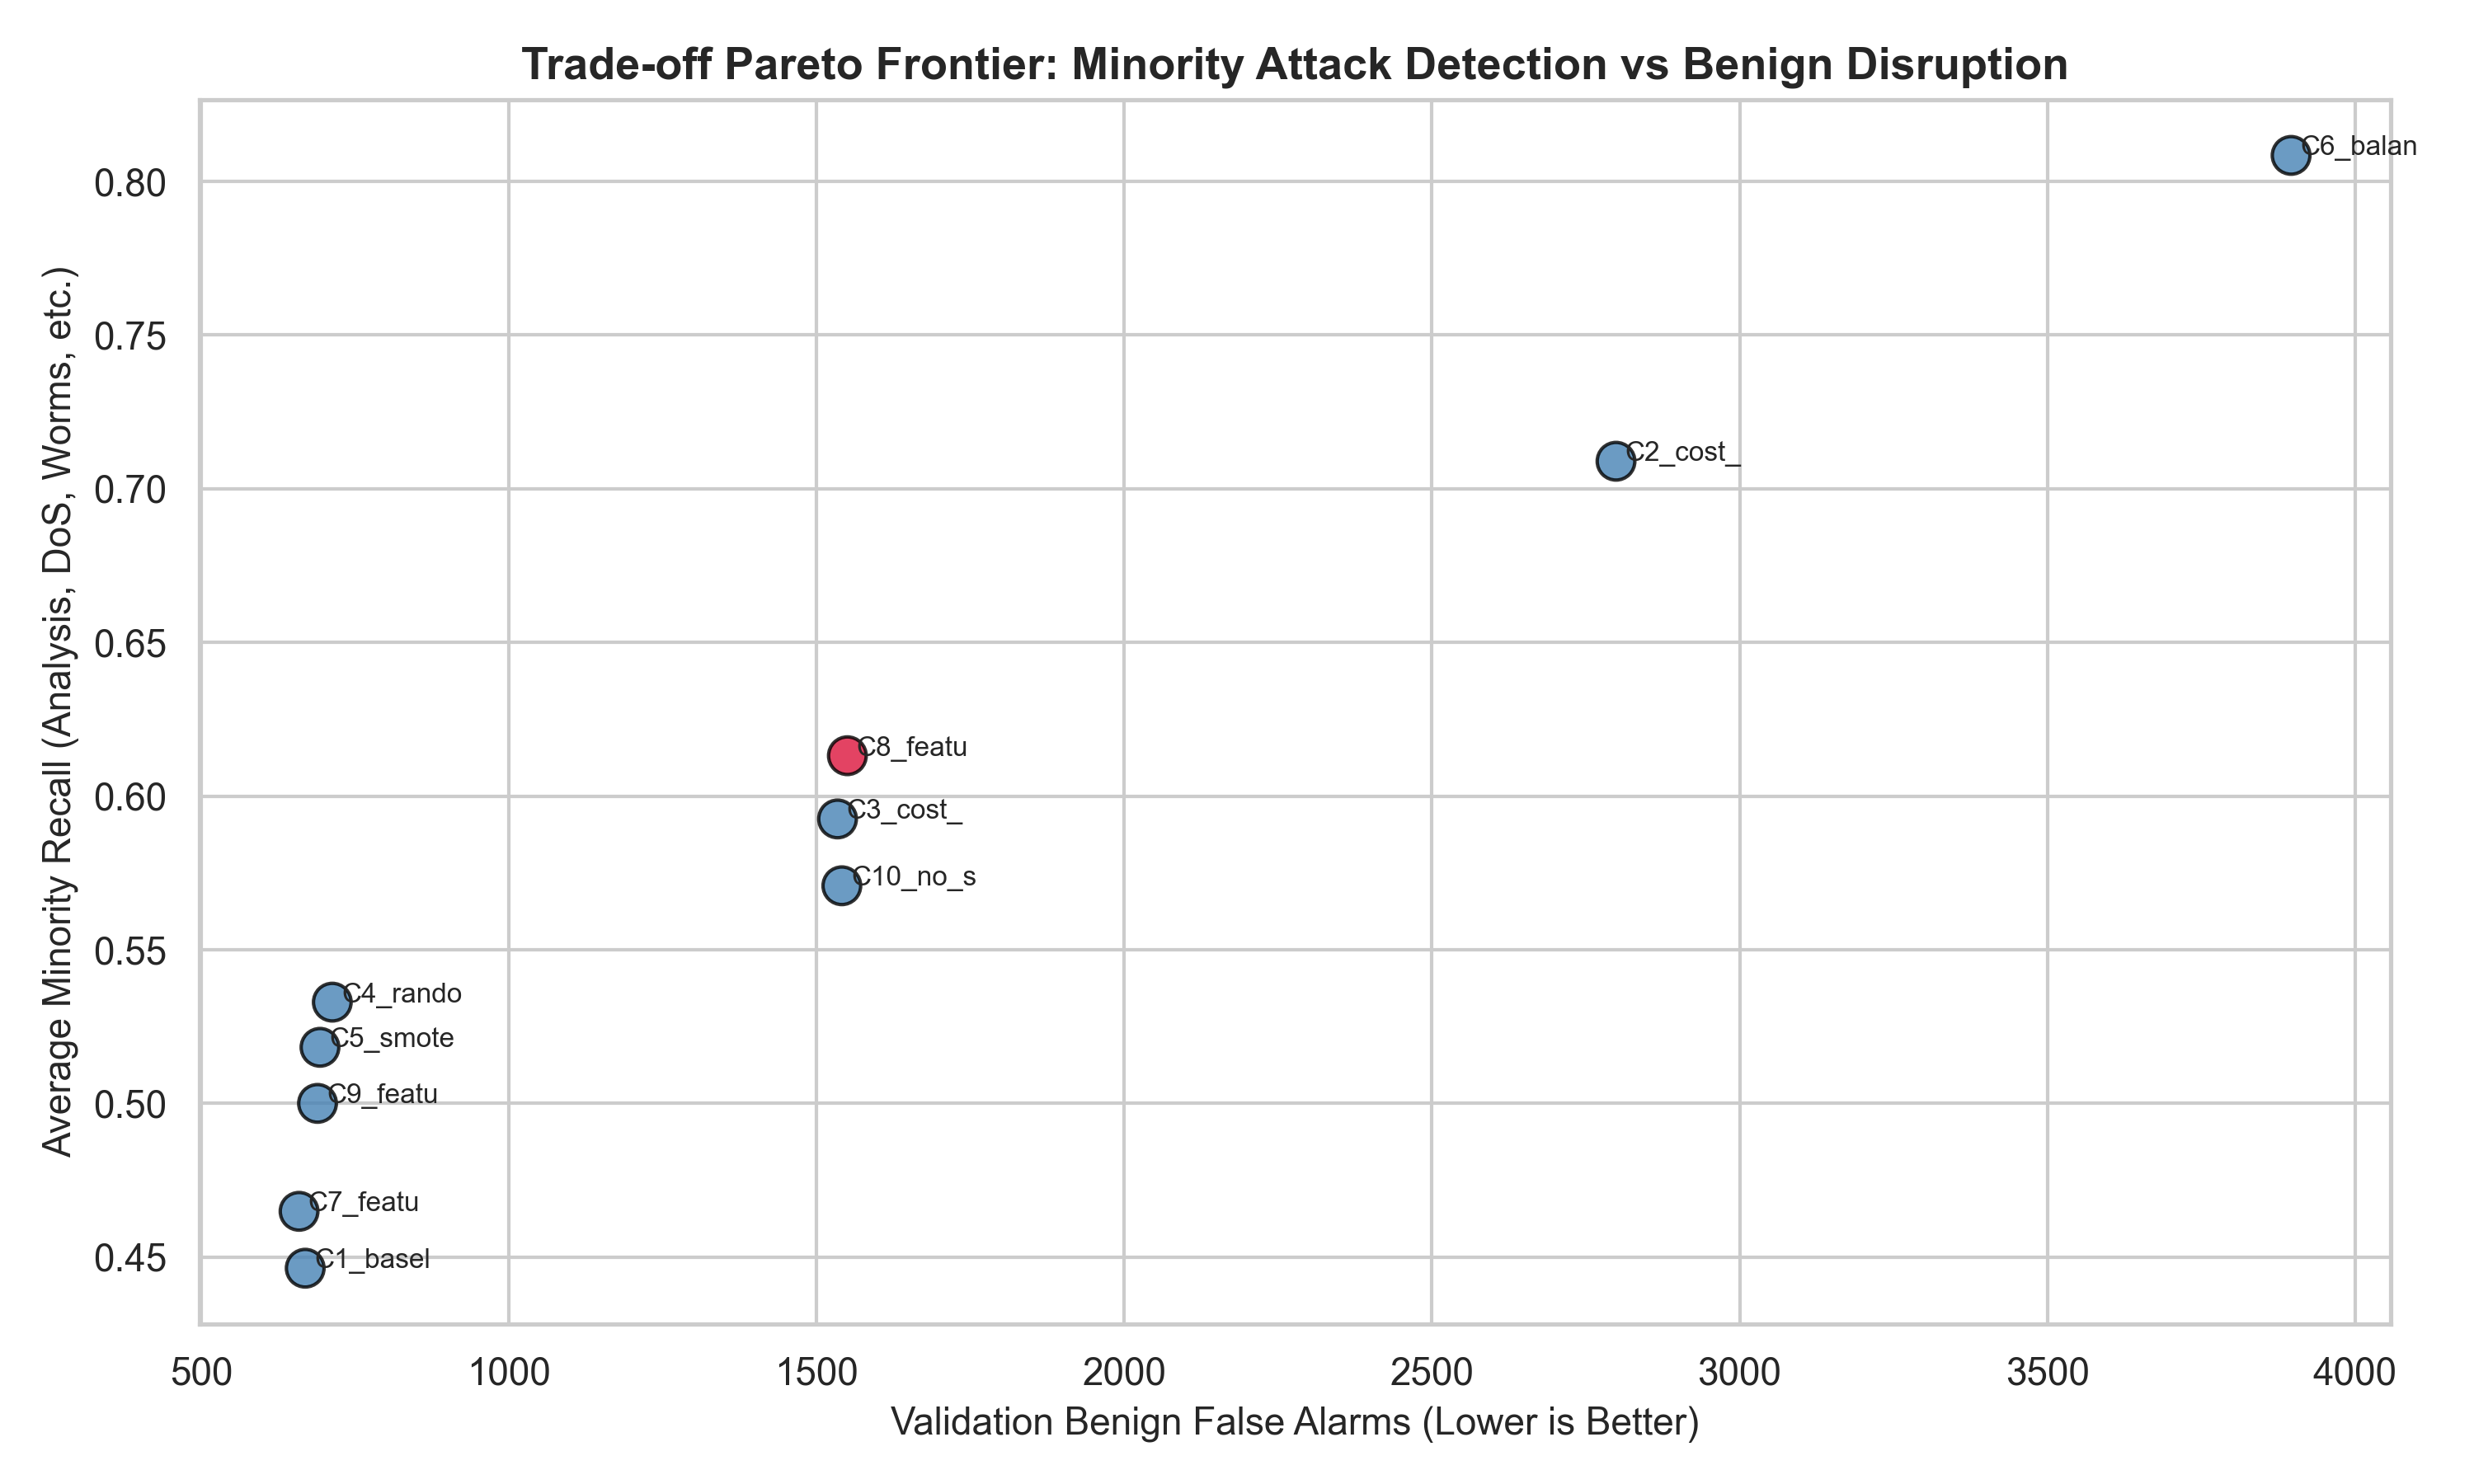 Trade-off Pareto Frontier: Minority Attack Detection vs Benign Disruption
Average Minority Recall (Analysis, DoS, Worms, etc.)
0.80
0.75
0.70
0.65
0.60
0.55
0.50
0.45
C6_balan
C2_cost_
C8_featu
C3_cost_
C10_no_s
C4_rando
C5_smote
C9_featu
C7_featu
C1_basel
500 1000 1500 2000 2500 3000 3500 4000
Validation Benign False Alarms (Lower is Better)